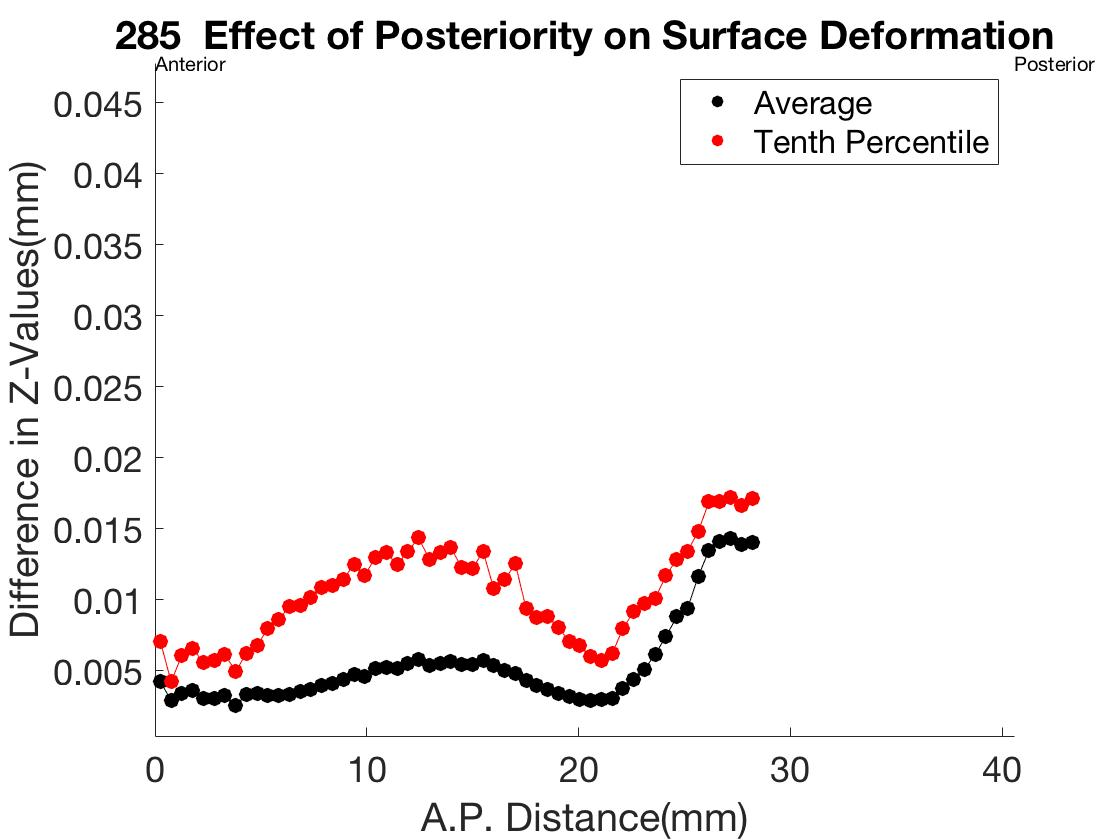 285  Effect of Posteriority on Surface Deformation
Anterior
Posterior
Average
Tenth Percentile
Difference in Z-Values(mm)
0.045
0.04
0.035
0.03
0.025
0.02
0.015
0.01
0.005
0
10
20
30
40
A.P. Distance(mm)